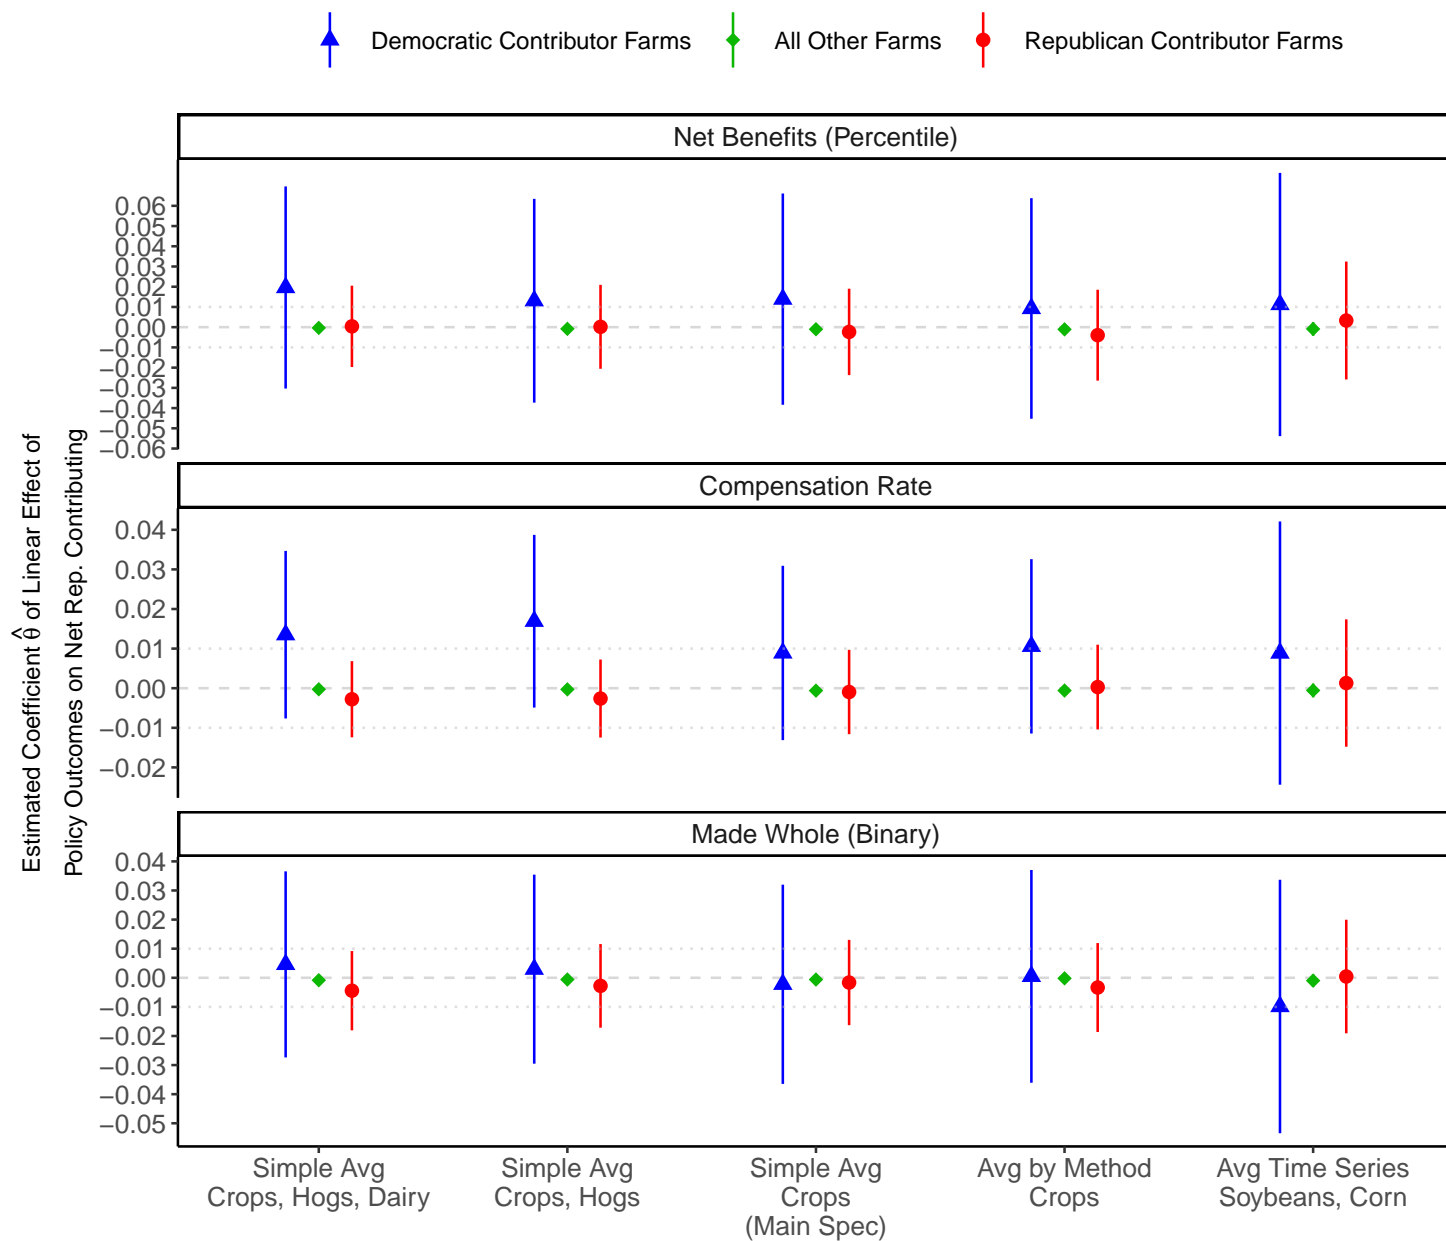 Democratic Contributor Farms All Other Farms Republican Contributor Farms
Net Benefits (Percentile)
0.06
0.05
0.04
0.03
0.02
0.01
0.00
−0.01
−0.02
−0.03
−0.04
−0.05
−0.06
Estimated Coefficient θ̂ of Linear Effect of
Policy Outcomes on Net Rep. Contributing
Compensation Rate
0.04
0.03
0.02
0.01
0.00
−0.01
−0.02
Made Whole (Binary)
0.04
0.03
0.02
0.01
0.00
−0.01
−0.02
−0.03
−0.04
−0.05
Simple Avg
Crops, Hogs, Dairy
Simple Avg
Crops, Hogs
Simple Avg
Crops
(Main Spec)
Avg by Method
Crops
Avg Time Series
Soybeans, Corn